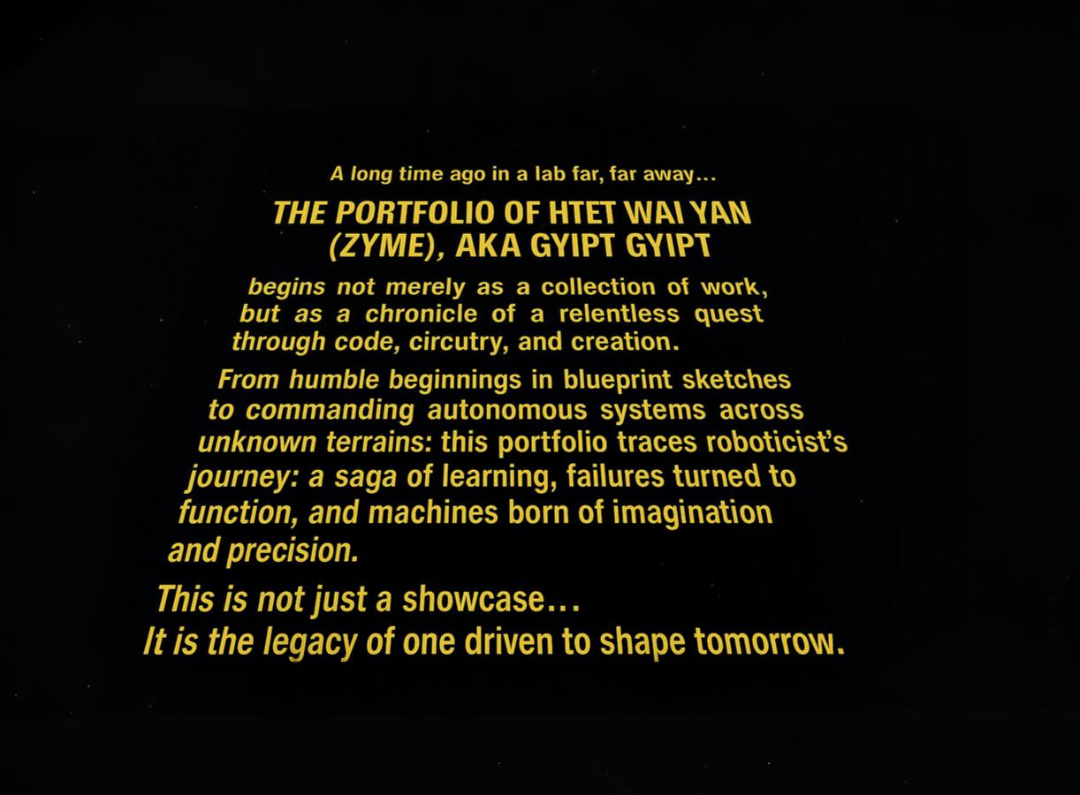 A long time ago in a lab far, far away...
THE PORTFOLIO OF HTET WAI YAN
(ZYME), AKA GYIPT GYIPT
begins not merely as a collection of work,
but as a chronicle of a relentless quest
through code, circutry, and creation.
From humble beginnings in blueprint sketches
to commanding autonomous systems across
unknown terrains: this portfolio traces roboticist's
journey: a saga of learning, failures turned to
function, and machines born of imagination
and precision.
This is not just a showcase...
It is the legacy of one driven to shape tomorrow.